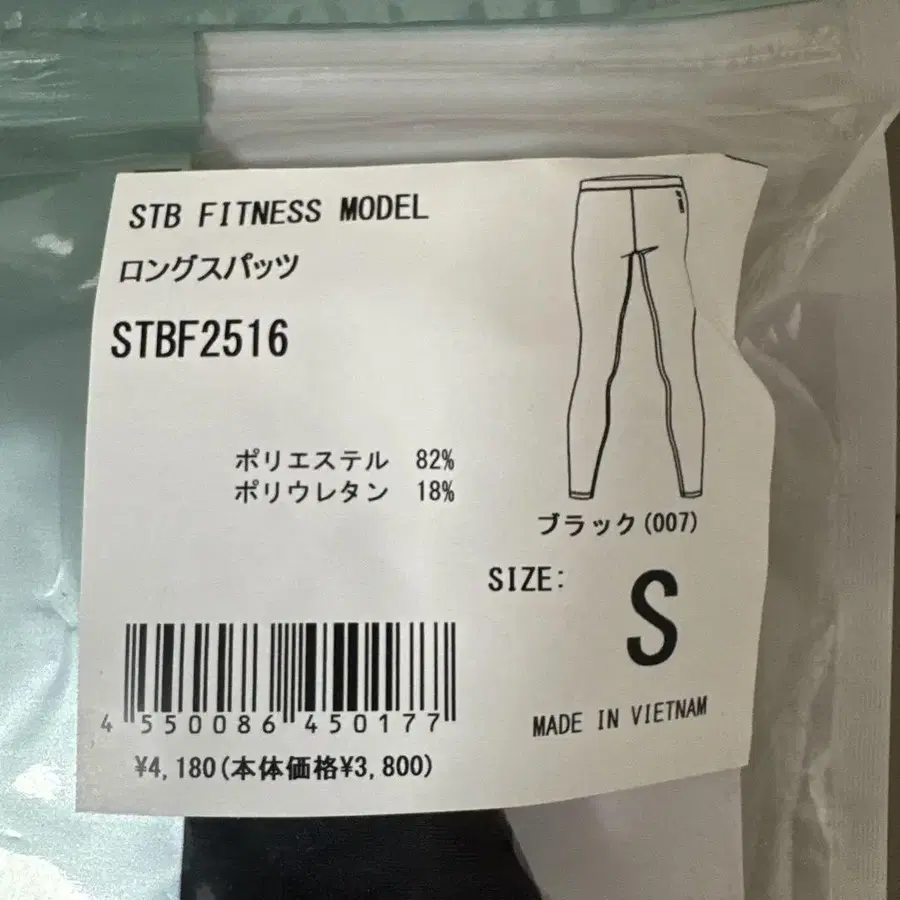 STB FITNESS MODEL
ロングスパッツ
STBF2516
ポリエステル 82%
ポリウレタン 18%
ブラック(007)
SIZE: S
4 550086 450177
¥4,180(本体価格¥3,800)
MADE IN VIETNAM